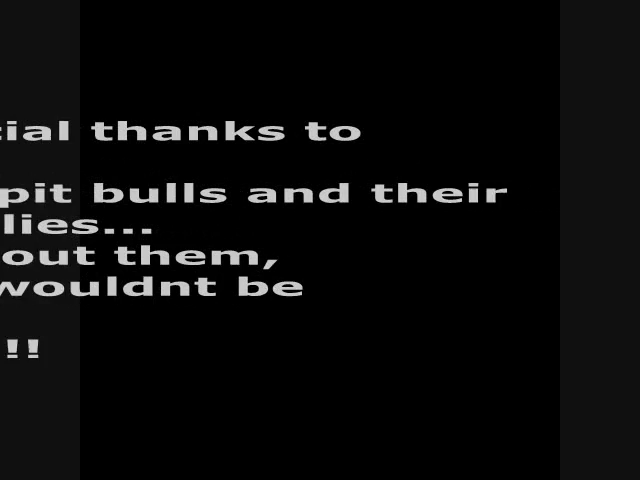 cial thanks to
pit bulls and their
lies...
out them,
wouldnt be
!!